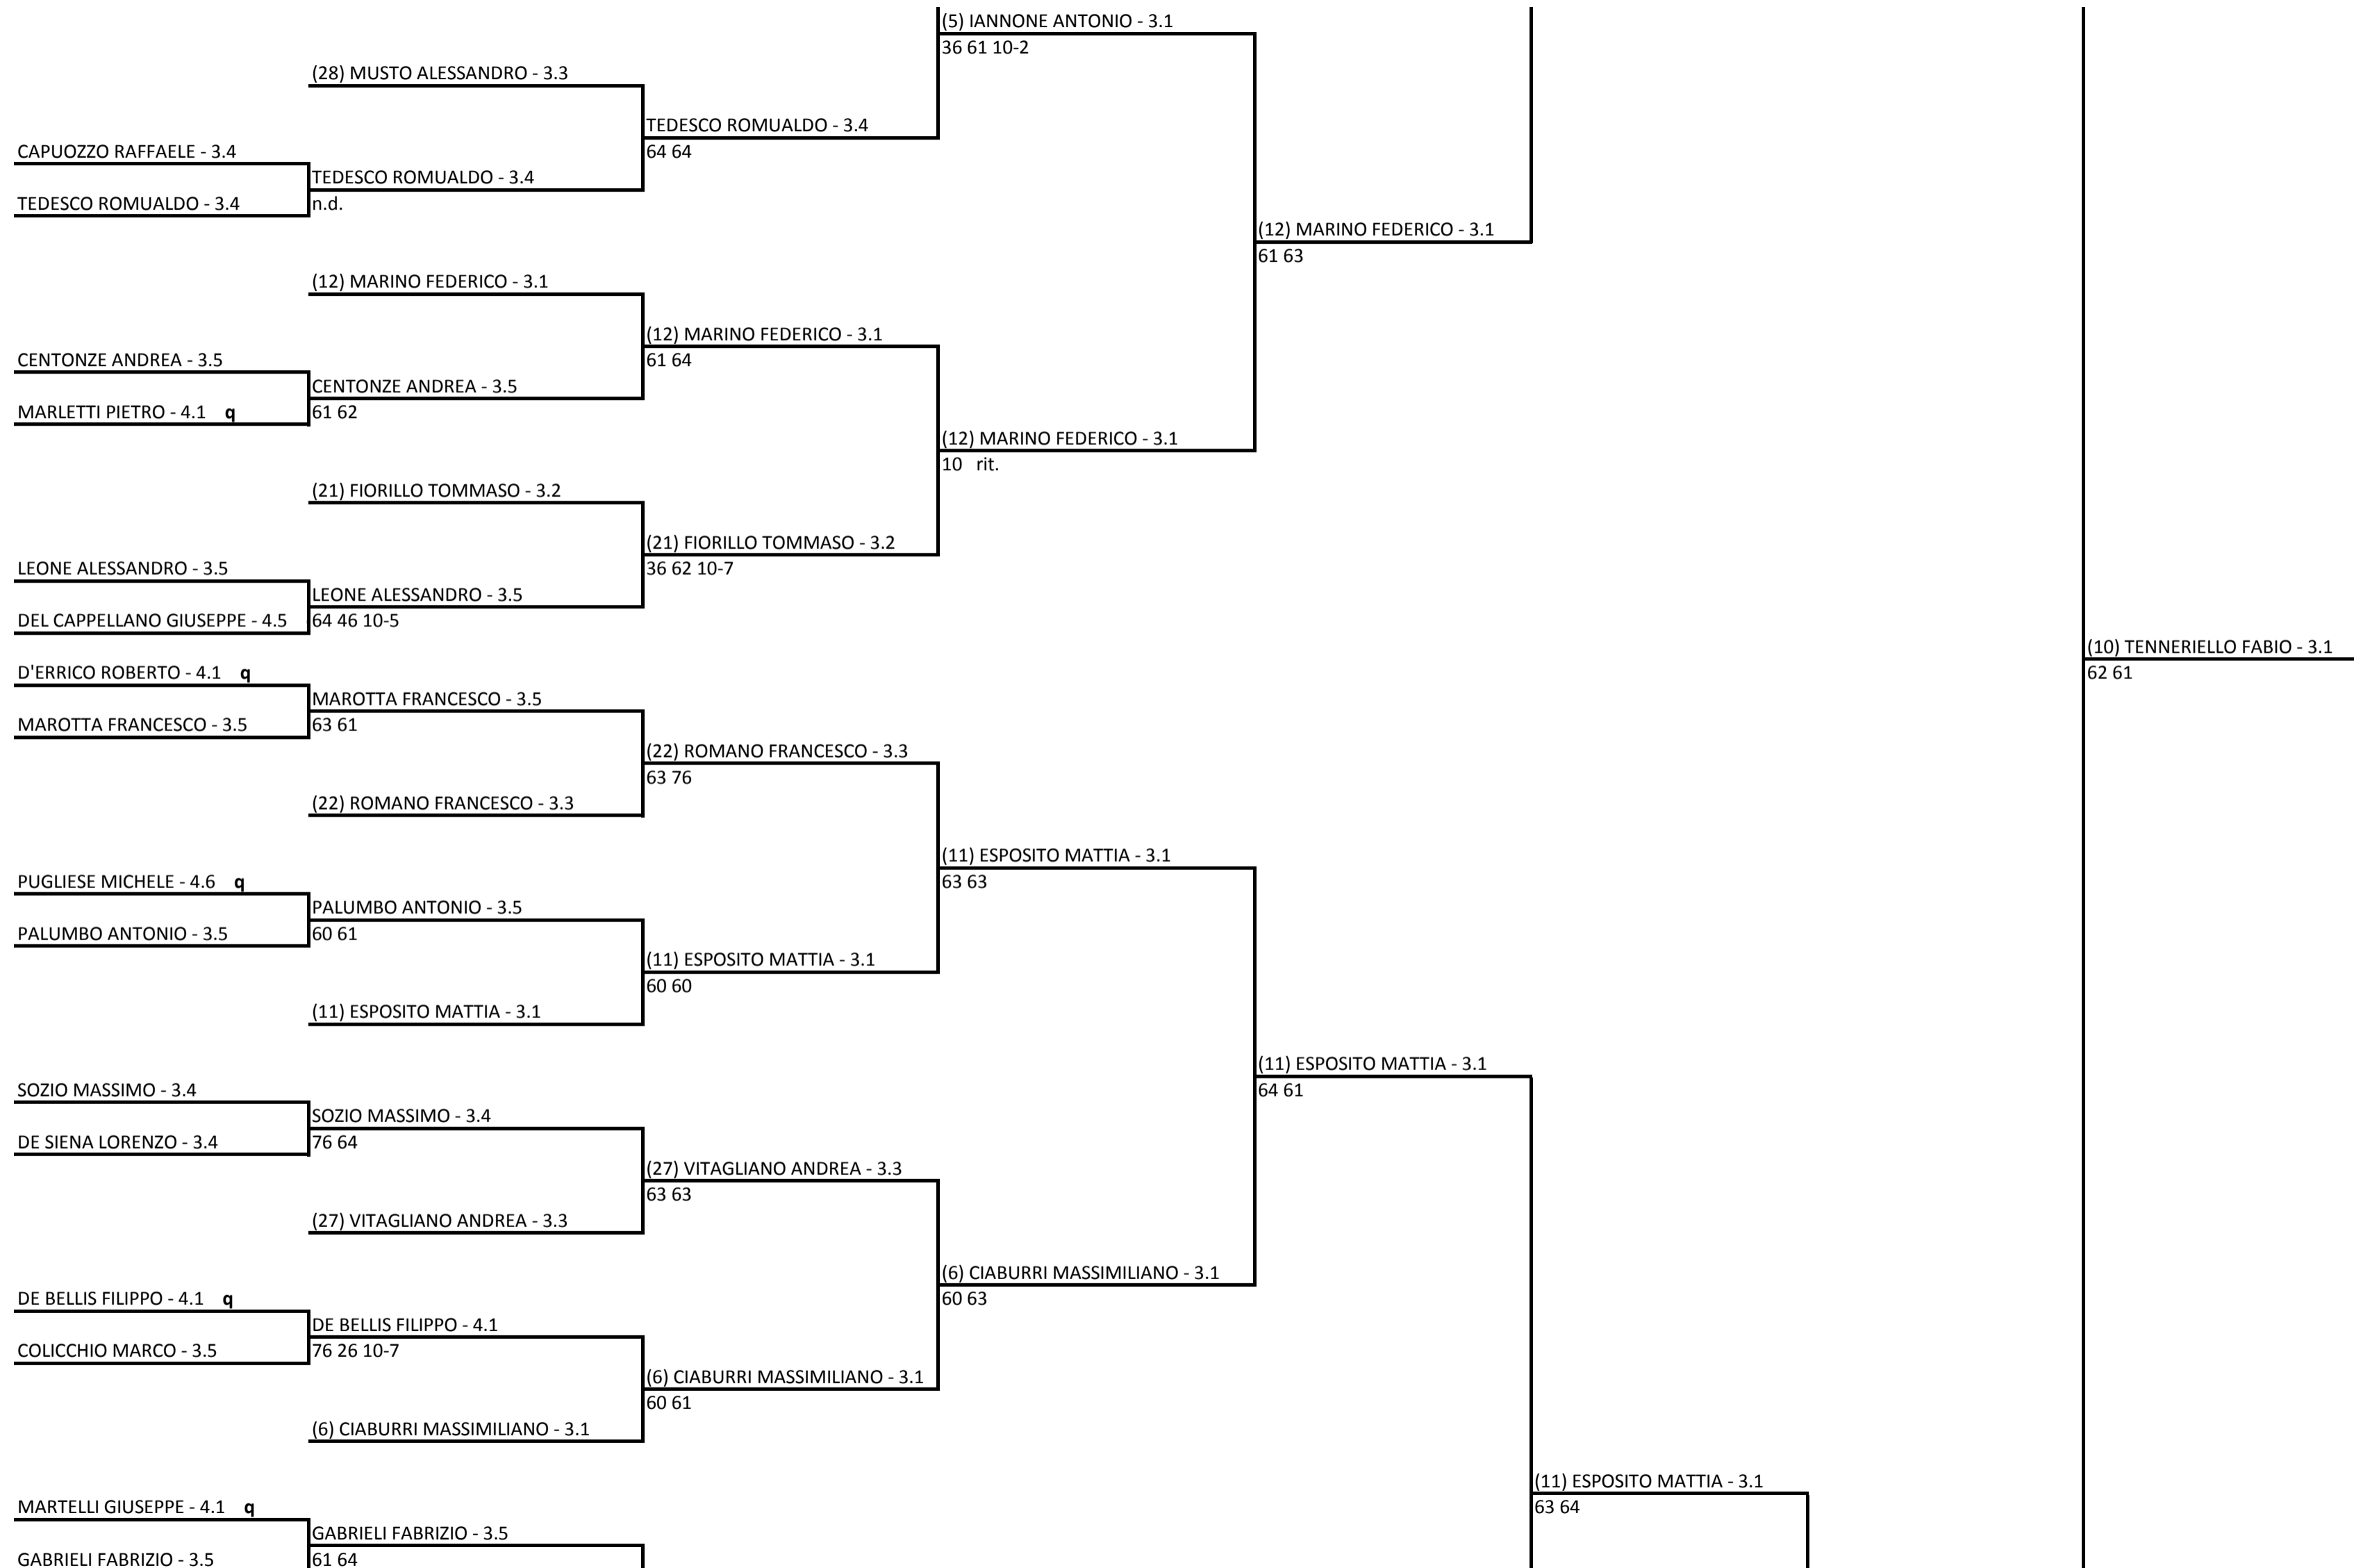 (5) IANNONE ANTONIO - 3.1
36 61 10-2
(28) MUSTO ALESSANDRO - 3.3
TEDESCO ROMUALDO - 3.4
64 64
CAPUOZZO RAFFAELE - 3.4
TEDESCO ROMUALDO - 3.4
n.d.
TEDESCO ROMUALDO - 3.4
(12) MARINO FEDERICO - 3.1
61 63
(12) MARINO FEDERICO - 3.1
(12) MARINO FEDERICO - 3.1
61 64
CENTONZE ANDREA - 3.5
CENTONZE ANDREA - 3.5
61 62
MARLETTI PIETRO - 4.1 q
(12) MARINO FEDERICO - 3.1
10 rit.
(21) FIORILLO TOMMASO - 3.2
(21) FIORILLO TOMMASO - 3.2
36 62 10-7
LEONE ALESSANDRO - 3.5
LEONE ALESSANDRO - 3.5
64 46 10-5
DEL CAPPELLANO GIUSEPPE - 4.5
(10) TENNERIELLO FABIO - 3.1
62 61
D'ERRICO ROBERTO - 4.1 q
MAROTTA FRANCESCO - 3.5
63 61
MAROTTA FRANCESCO - 3.5
(22) ROMANO FRANCESCO - 3.3
63 76
(22) ROMANO FRANCESCO - 3.3
(11) ESPOSITO MATTIA - 3.1
63 63
PUGLIESE MICHELE - 4.6 q
PALUMBO ANTONIO - 3.5
60 61
PALUMBO ANTONIO - 3.5
(11) ESPOSITO MATTIA - 3.1
60 60
(11) ESPOSITO MATTIA - 3.1
(11) ESPOSITO MATTIA - 3.1
64 61
SOZIO MASSIMO - 3.4
SOZIO MASSIMO - 3.4
76 64
DE SIENA LORENZO - 3.4
(27) VITAGLIANO ANDREA - 3.3
63 63
(27) VITAGLIANO ANDREA - 3.3
(6) CIABURRI MASSIMILIANO - 3.1
60 63
DE BELLIS FILIPPO - 4.1 q
DE BELLIS FILIPPO - 4.1
76 26 10-7
COLICCHIO MARCO - 3.5
(6) CIABURRI MASSIMILIANO - 3.1
60 61
(6) CIABURRI MASSIMILIANO - 3.1
(11) ESPOSITO MATTIA - 3.1
63 64
MARTELLI GIUSEPPE - 4.1 q
GABRIELI FABRIZIO - 3.5
61 64
GABRIELI FABRIZIO - 3.5